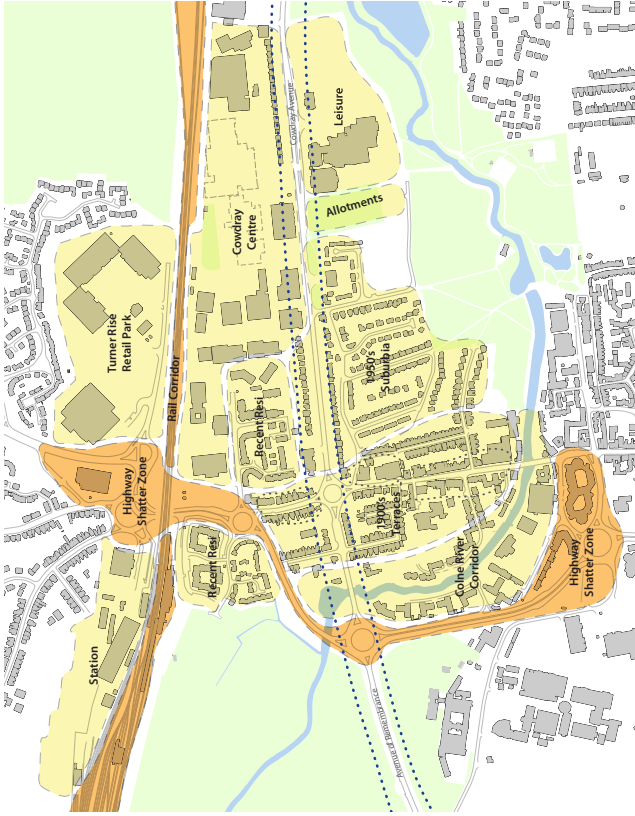 Cowdray Avenue
Leisure
Allotments
Cowdray
Centre
Turner Rise
Retail Park
Rail Corridor
1950's
Suburbia
Recent Resi
Highway
Shatter Zone
1900's
Terraces
Recent Resi
Colne River
Corridor
Highway
Shatter Zone
Station
Avenue of Remembrance